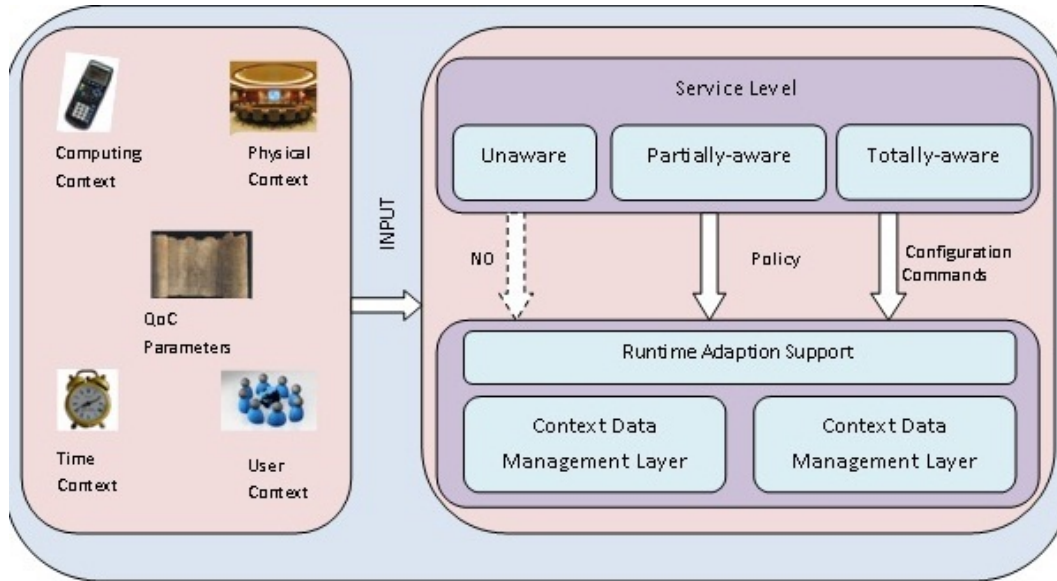 Computing
Context
Physical
Context
QoC
Parameters
Time
Context
User
Context
INPUT
Service Level
Unaware
Partially-aware
Totally-aware
NO
Policy
Configuration
Commands
Runtime Adaption Support
Context Data
Management Layer
Context Data
Management Layer